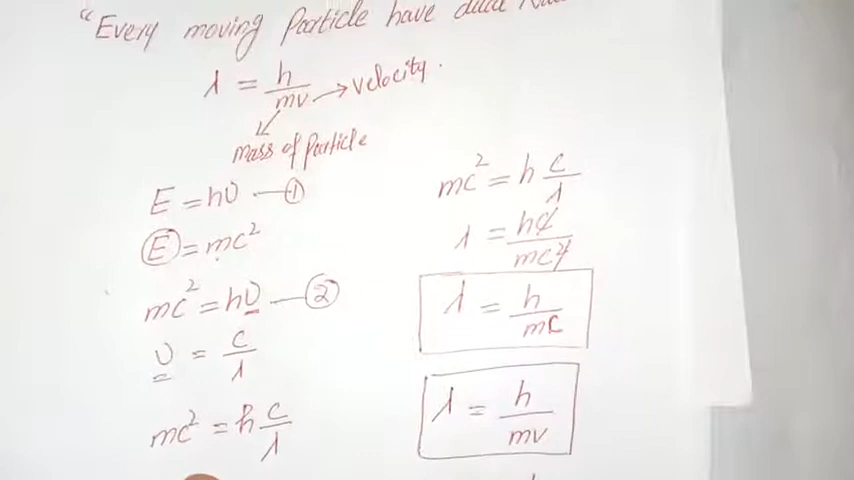 "Every moving Particle have dual
λ = h/mv → velocity.
mass of Particle
E = hυ — ①
E = mc²
mc² = hυ — ②
υ = c/λ
mc² = h c/λ
mc² = h c/λ
λ = hc/mc²
λ = h/mc
λ = h/mv